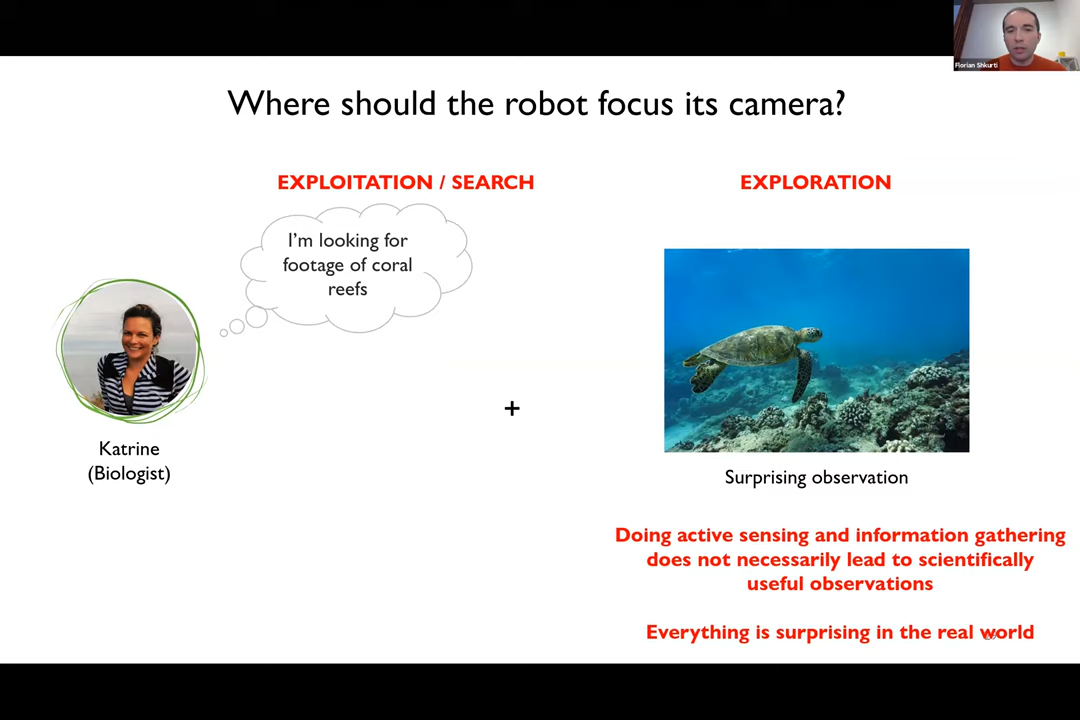 Florian Shkurti
Where should the robot focus its camera?
EXPLOITATION / SEARCH
EXPLORATION
I'm looking for
footage of coral
reefs
Katrine
(Biologist)
+
Surprising observation
Doing active sensing and information gathering
does not necessarily lead to scientifically
useful observations
Everything is surprising in the real world